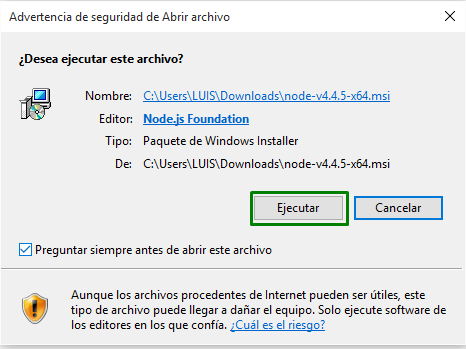 Advertencia de seguridad de Abrir archivo
¿Desea ejecutar este archivo?
Nombre: C:\Users\LUIS\Downloads\node-v4.4.5-x64.msi
Editor: Node.js Foundation
Tipo: Paquete de Windows Installer
De: C:\Users\LUIS\Downloads\node-v4.4.5-x64.msi
Ejecutar Cancelar
Preguntar siempre antes de abrir este archivo
Aunque los archivos procedentes de Internet pueden ser útiles, este
tipo de archivo puede llegar a dañar el equipo. Solo ejecute software de
los editores en los que confía. ¿Cuál es el riesgo?